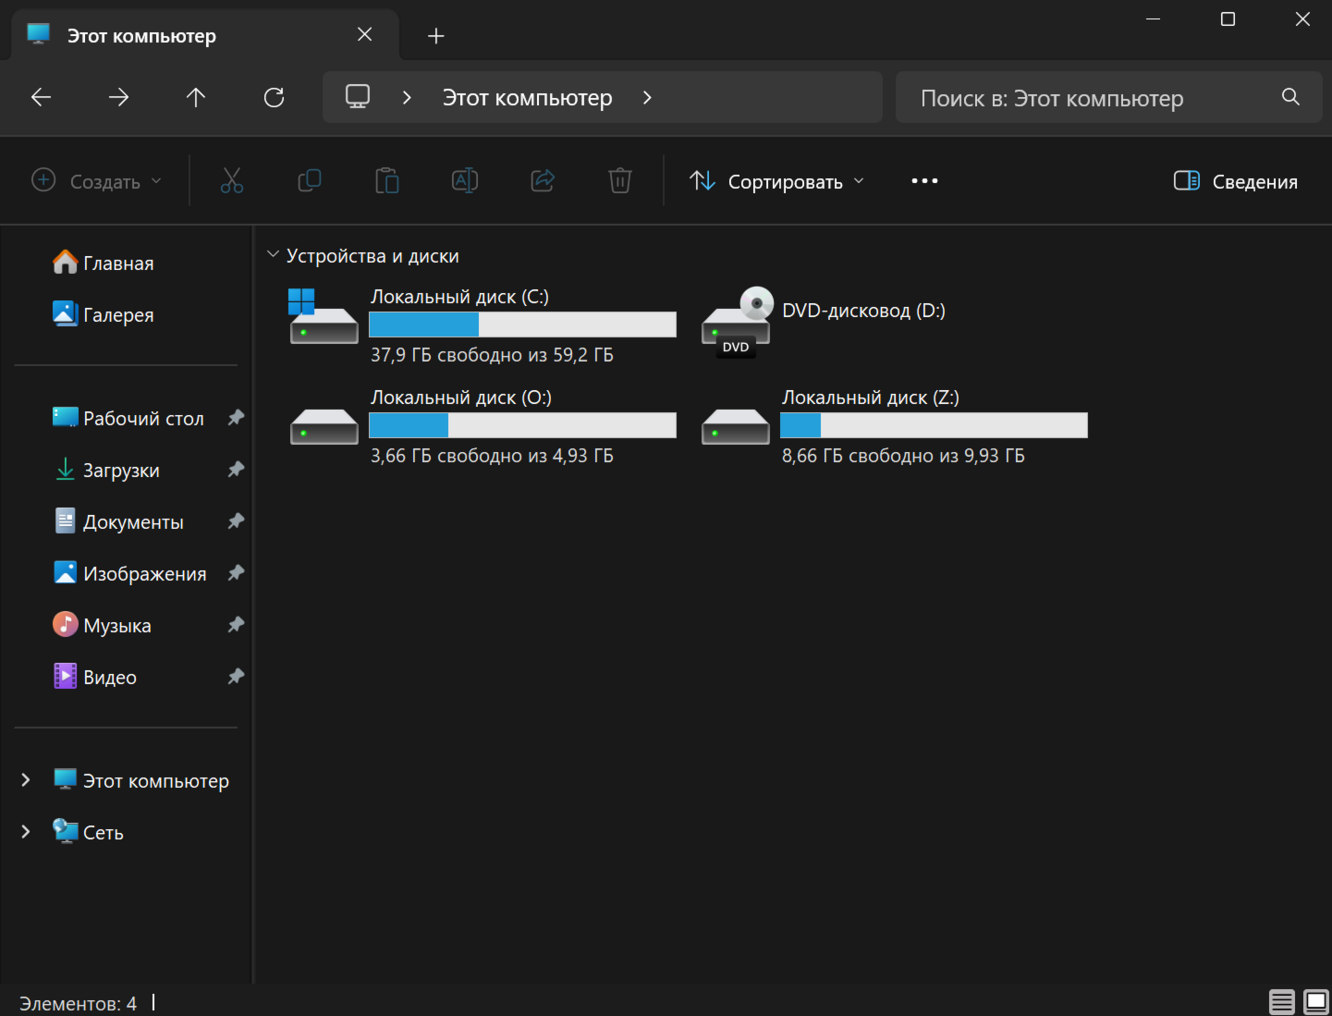 Этот компьютер
Этот компьютер
Поиск в: Этот компьютер
Создать
Сортировать
Сведения
Главная
Галерея
Рабочий стол
Загрузки
Документы
Изображения
Музыка
Видео
Этот компьютер
Сеть
Устройства и диски
Локальный диск (C:)
37,9 ГБ свободно из 59,2 ГБ
DVD-дисковод (D:)
DVD
Локальный диск (O:)
3,66 ГБ свободно из 4,93 ГБ
Локальный диск (Z:)
8,66 ГБ свободно из 9,93 ГБ
Элементов: 4